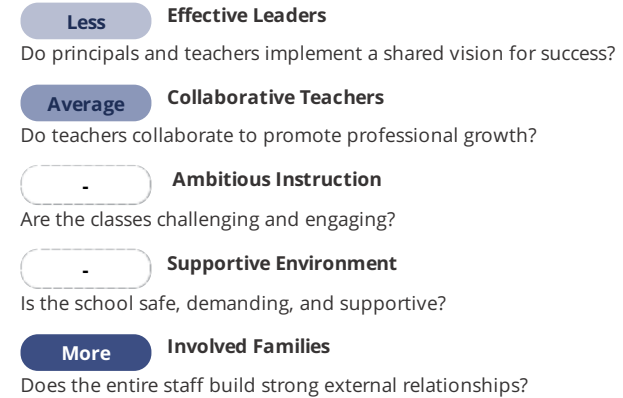 Less Effective Leaders
Do principals and teachers implement a shared vision for success?
Average Collaborative Teachers
Do teachers collaborate to promote professional growth?
- Ambitious Instruction
Are the classes challenging and engaging?
- Supportive Environment
Is the school safe, demanding, and supportive?
More Involved Families
Does the entire staff build strong external relationships?